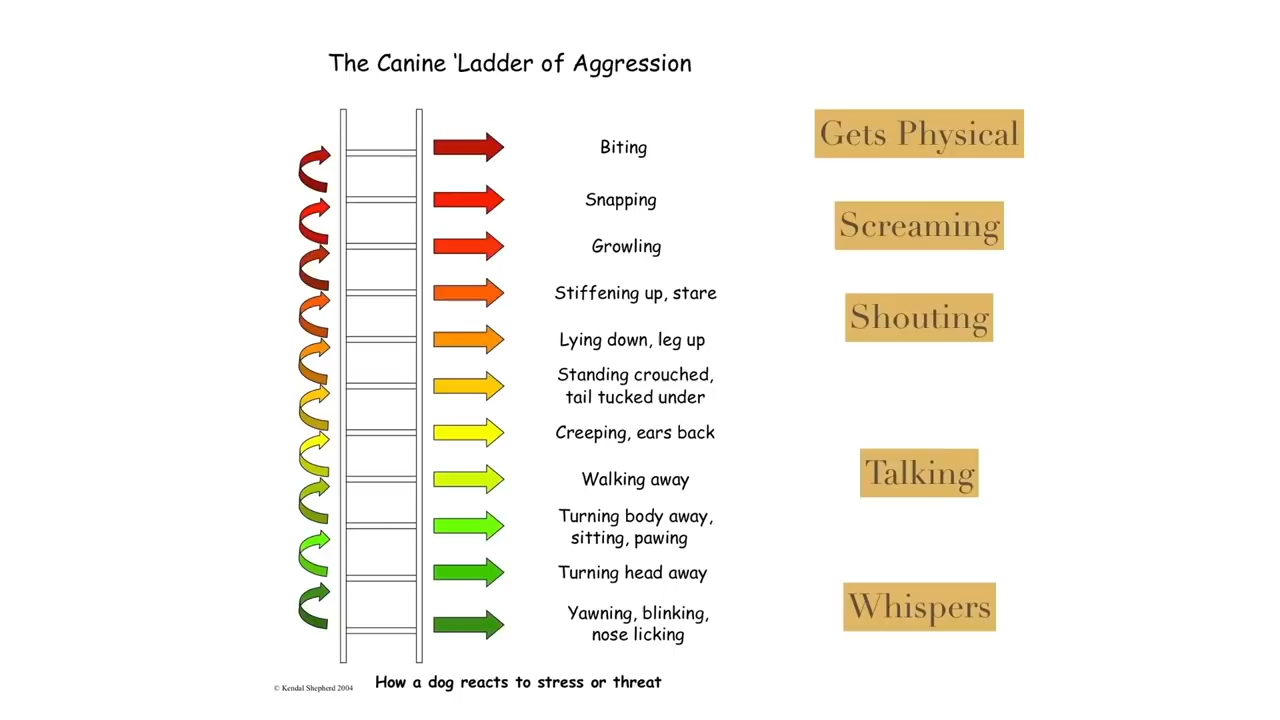 The Canine ‘Ladder of Aggression
Biting
Gets Physical
Snapping
Screaming
Growling
Stiffening up, stare
Shouting
Lying down, leg up
Standing crouched,
tail tucked under
Creeping, ears back
Walking away
Talking
Turning body away,
sitting, pawing
Turning head away
Yawning, blinking,
nose licking
Whispers
© Kendal Shepherd 2004
How a dog reacts to stress or threat